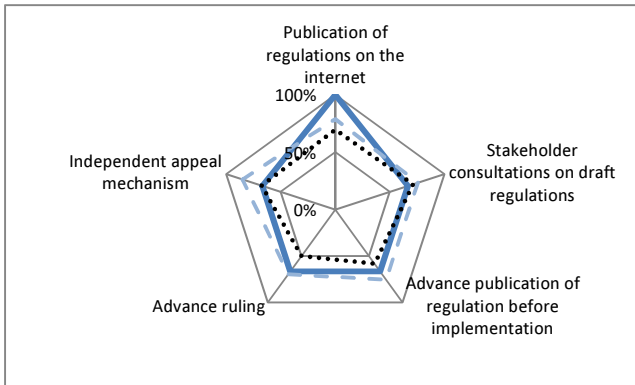 Publication of
regulations on the
internet
100%
50%
0%
Stakeholder
consultations on draft
regulations
Advance publication of
regulation before
implementation
Advance ruling
Independent appeal
mechanism